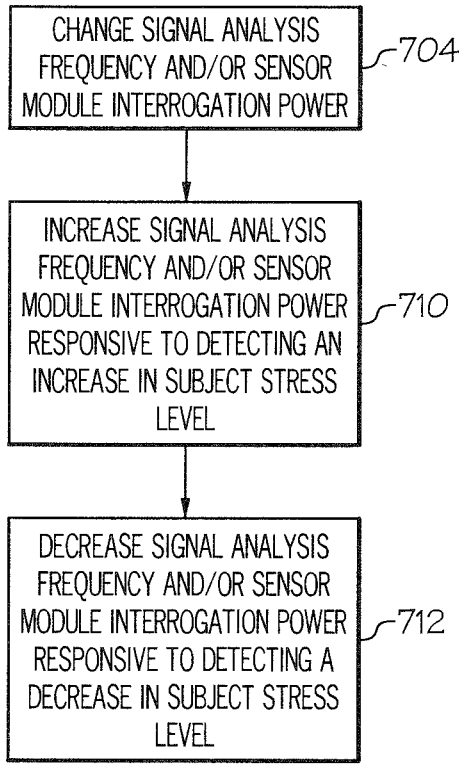 CHANGE SIGNAL ANALYSIS
FREQUENCY AND/OR SENSOR
MODULE INTERROGATION POWER
704
INCREASE SIGNAL ANALYSIS
FREQUENCY AND/OR SENSOR
MODULE INTERROGATION POWER
RESPONSIVE TO DETECTING AN
INCREASE IN SUBJECT STRESS
LEVEL
710
DECREASE SIGNAL ANALYSIS
FREQUENCY AND/OR SENSOR
MODULE INTERROGATION POWER
RESPONSIVE TO DETECTING A
DECREASE IN SUBJECT STRESS
LEVEL
712